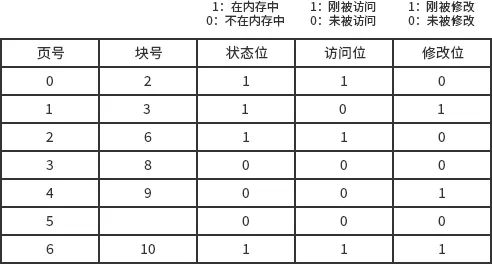 1：在内存中 1：刚被访问 1：刚被修改
0：不在内存中 0：未被访问 0：未被修改
页号 块号 状态位 访问位 修改位
0 2 1 1 0
1 3 1 0 1
2 6 1 1 0
3 8 0 0 0
4 9 0 0 1
5 0 0 0
6 10 1 1 1